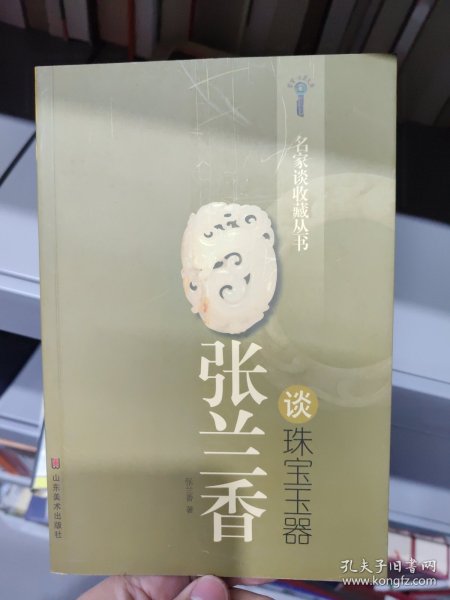 名家谈收藏丛书
张兰香
谈
珠宝玉器
张兰香 著
山东美术出版社
孔夫子旧书网
www.kongfz.com